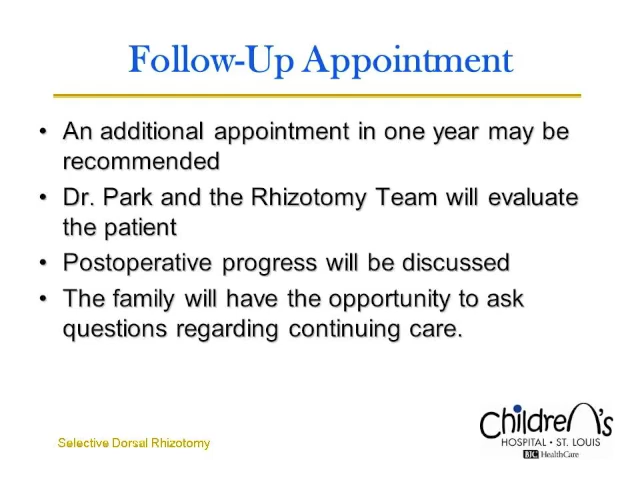 Follow-Up Appointment
• An additional appointment in one year may be
recommended
• Dr. Park and the Rhizotomy Team will evaluate
the patient
• Postoperative progress will be discussed
• The family will have the opportunity to ask
questions regarding continuing care.
Selective Dorsal Rhizotomy
Children's
HOSPITAL • ST. LOUIS
BJC HealthCare